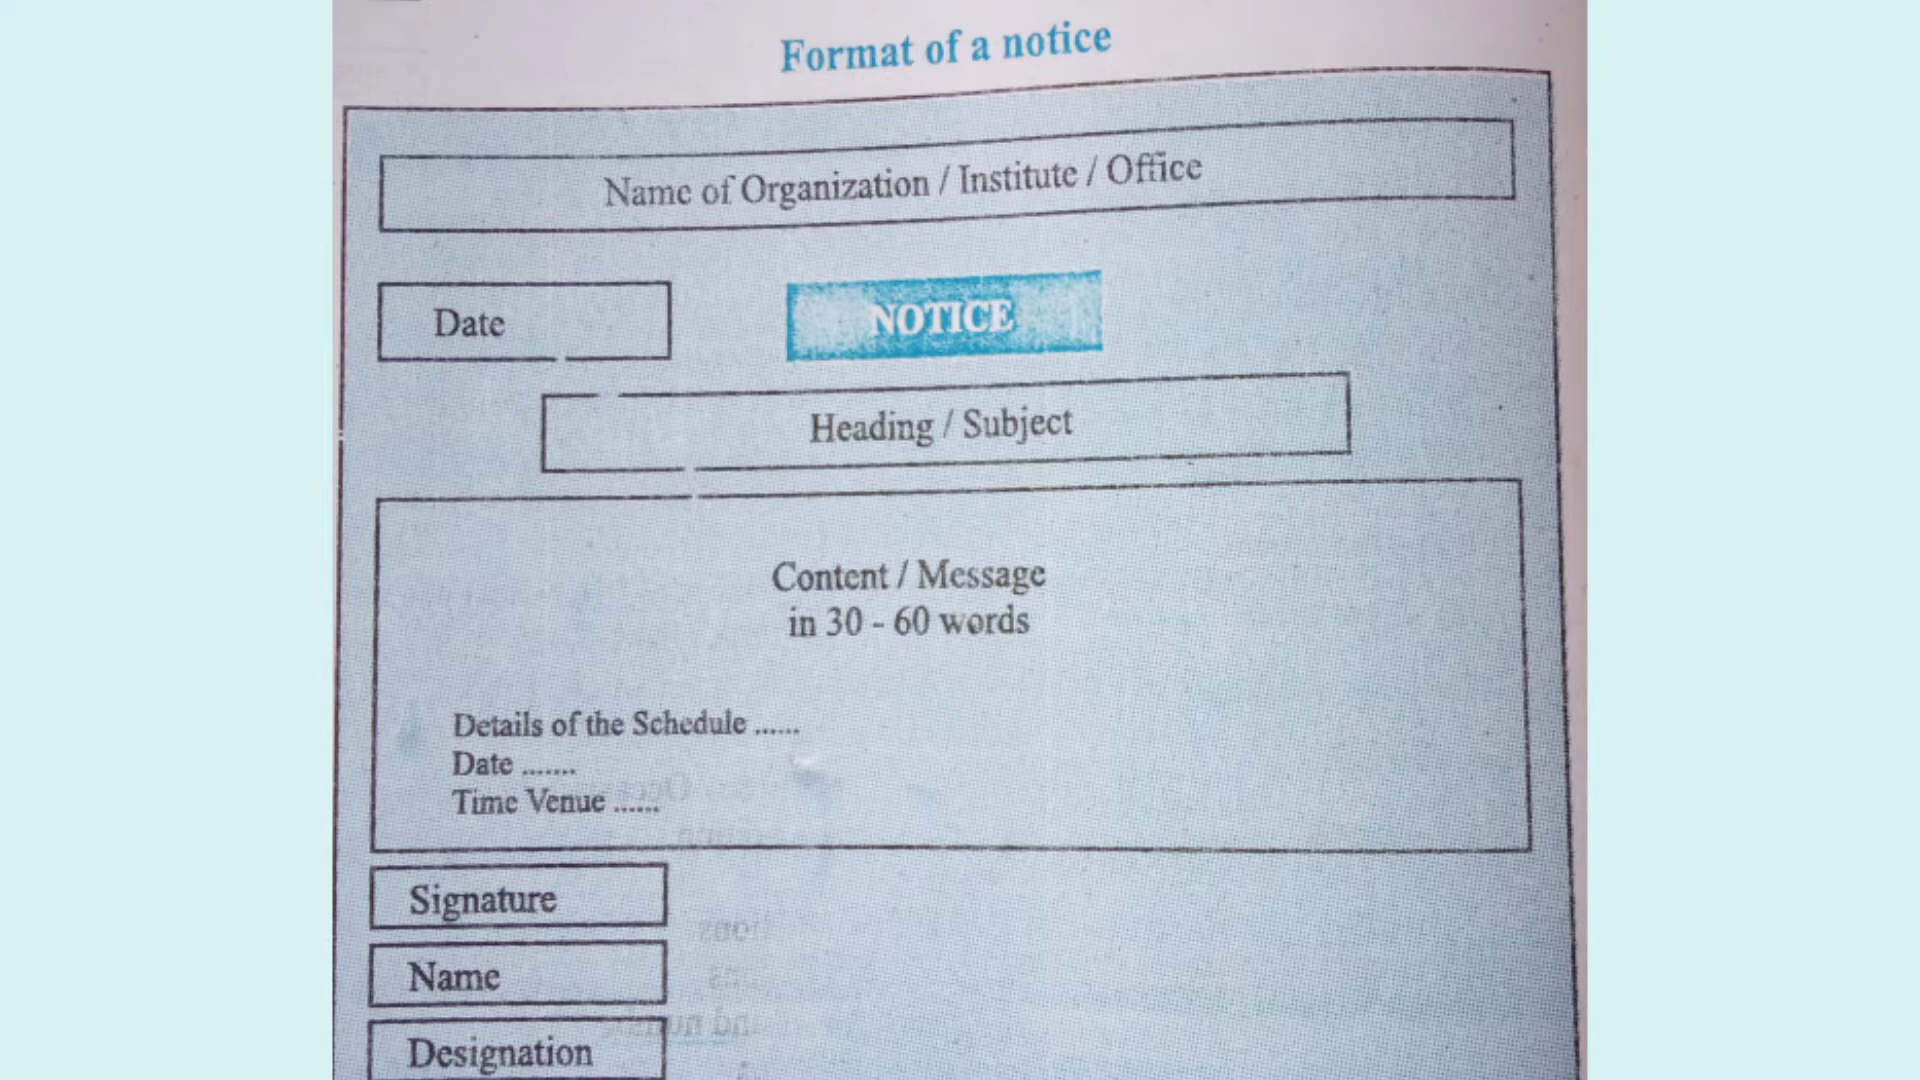 Format of a notice
Name of Organization / Institute / Office
Date
NOTICE
Heading / Subject
Content / Message
in 30 - 60 words
Details of the Schedule ......
Date .......
Time Venue ......
Signature
Name
Designation